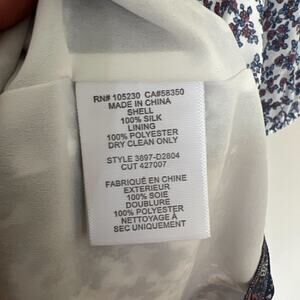 RN# 105230 CA#58350
MADE IN CHINA
SHELL
100% SILK
LINING
100% POLYESTER
DRY CLEAN ONLY
STYLE 3897-D2804
CUT 427007
FABRIQUÉ EN CHINE
EXTERIEUR
100% SOIE
DOUBLURE
100% POLYESTER
NETTOYAGE À
SEC UNIQUEMENT